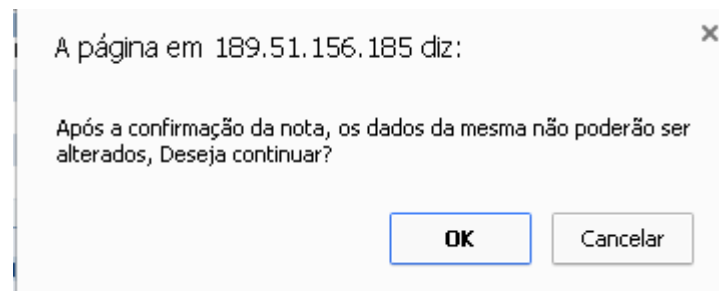 A página em 189.51.156.185 diz:
Após a confirmação da nota, os dados da mesma não poderão ser
alterados, Deseja continuar?
OK
Cancelar